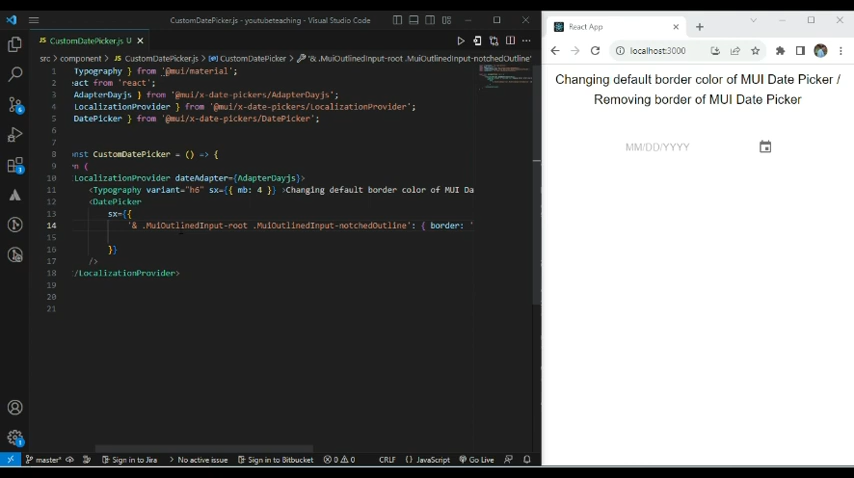 CustomDatePicker.js - youtubeteaching - Visual Studio Code
JS CustomDatePicker.js U
src > component > JS CustomDatePicker.js > CustomDatePicker > '& .MuiOutlinedInput-root .MuiOutlinedInput-notchedOutline'
1 Typography } from '@mui/material';
2 eact from 'react';
3 AdapterDayjs } from '@mui/x-date-pickers/AdapterDayjs';
4 LocalizationProvider } from '@mui/x-date-pickers/LocalizationProvider';
5 DatePicker } from '@mui/x-date-pickers/DatePicker';
6
7
8 onst CustomDatePicker = () => {
9 n (
10 LocalizationProvider dateAdapter={AdapterDayjs}>
11 <Typography variant="h6" sx={{ mb: 4 }} >Changing default border color of MUI Da
12 <DatePicker
13 sx={{
14 '& .MuiOutlinedInput-root .MuiOutlinedInput-notchedOutline': { border: '
15
16 }}
17 />
18 /LocalizationProvider>
19
20
21
6
1
1
master*
Sign in to Jira
No active issue
Sign in to Bitbucket
0 0
CRLF
{} JavaScript
Go Live
React App
localhost:3000
Changing default border color of MUI Date Picker /
Removing border of MUI Date Picker
MM/DD/YYYY